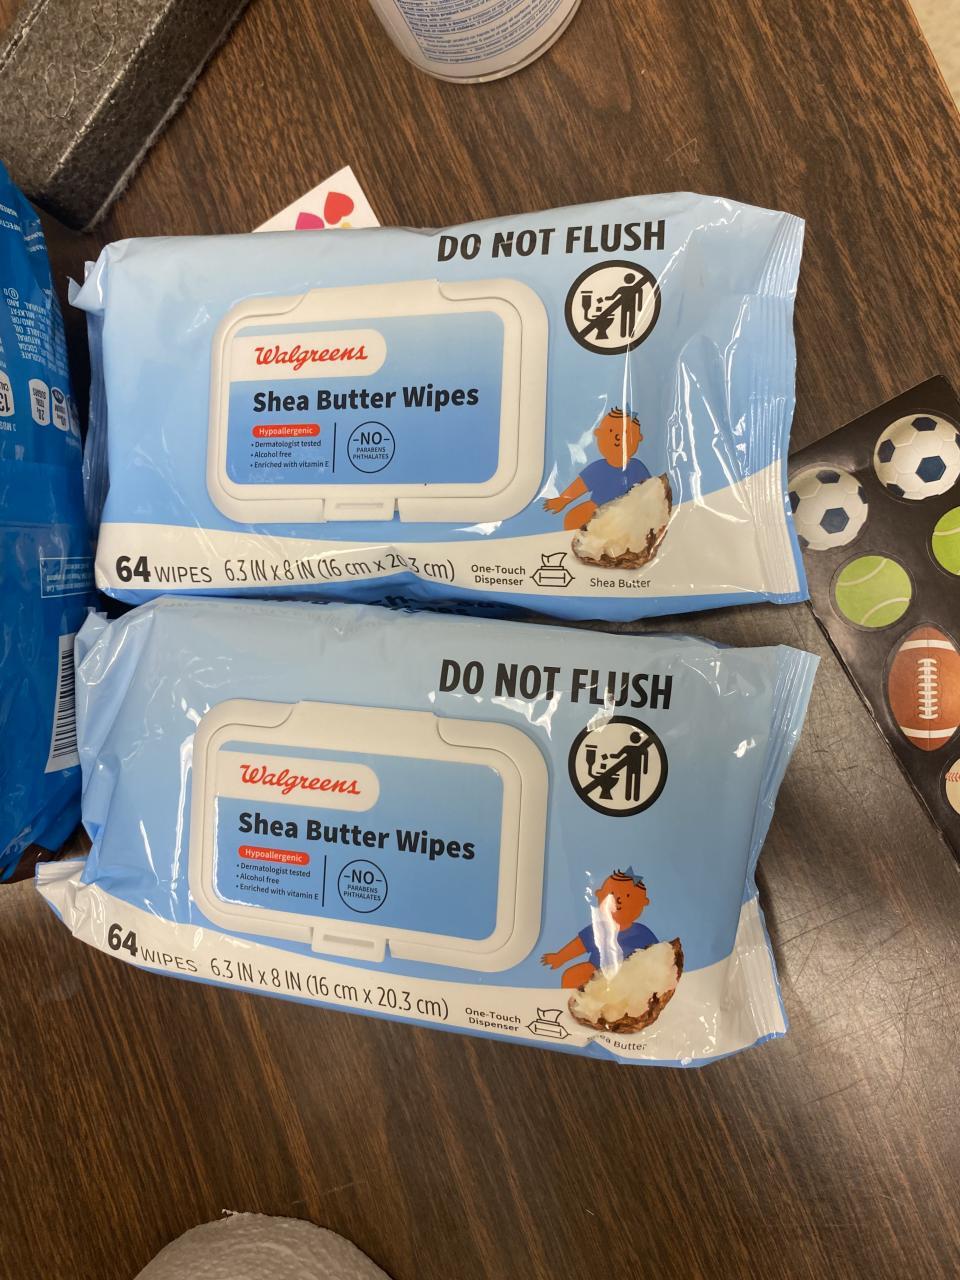 DO NOT FLUSH
Walgreens
Shea Butter Wipes
Hypoallergenic
• Dermatologist tested
• Alcohol free
• Enriched with vitamin E
-NO-
PARABENS
PHTHALATES
64 WIPES 6.3 IN x 8 IN (16 cm x 20.3 cm)
One-Touch
Dispenser
Shea Butter
DO NOT FLUSH
Walgreens
Shea Butter Wipes
Hypoallergenic
• Dermatologist tested
• Alcohol free
• Enriched with vitamin E
-NO-
PARABENS
PHTHALATES
64 WIPES 6.3 IN x 8 IN (16 cm x 20.3 cm)
One-Touch
Dispenser
Butter